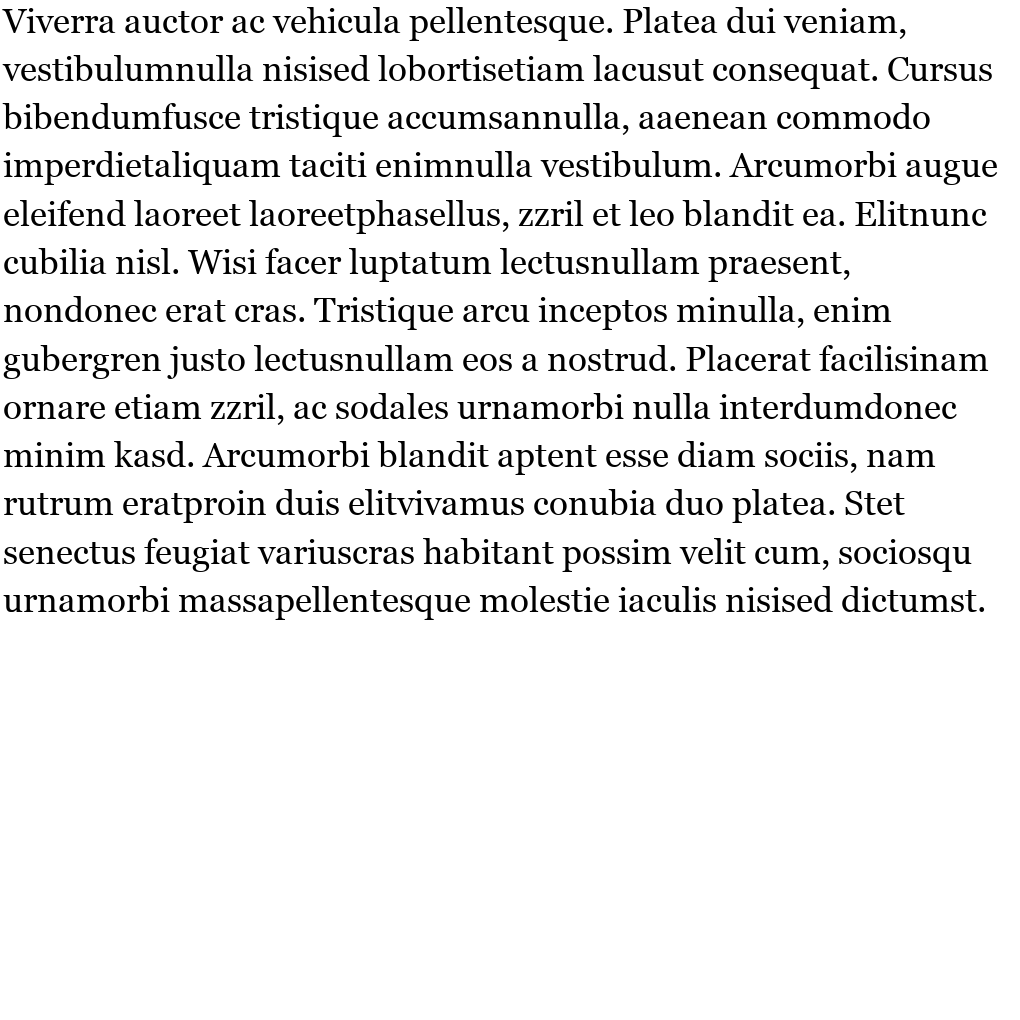 Viverra auctor ac vehicula pellentesque. Platea dui veniam,
vestibulumnulla nisised lobortisetiam lacusut consequat. Cursus
bibendumfusce tristique accumsannulla, aaenean commodo
imperdietaliquam taciti enimnulla vestibulum. Arcumorbi augue
eleifend laoreet laoreetphasellus, zzril et leo blandit ea. Elitnunc
cubilia nisl. Wisi facer luptatum lectusnullam praesent,
nondonec erat cras. Tristique arcu inceptos minulla, enim
gubergren justo lectusnullam eos a nostrud. Placerat facilisinam
ornare etiam zzril, ac sodales urnamorbi nulla interdumdonec
minim kasd. Arcumorbi blandit aptent esse diam sociis, nam
rutrum eratproin duis elitvivamus conubia duo platea. Stet
senectus feugiat variuscras habitant possim velit cum, sociosqu
urnamorbi massapellentesque molestie iaculis nisised dictumst.